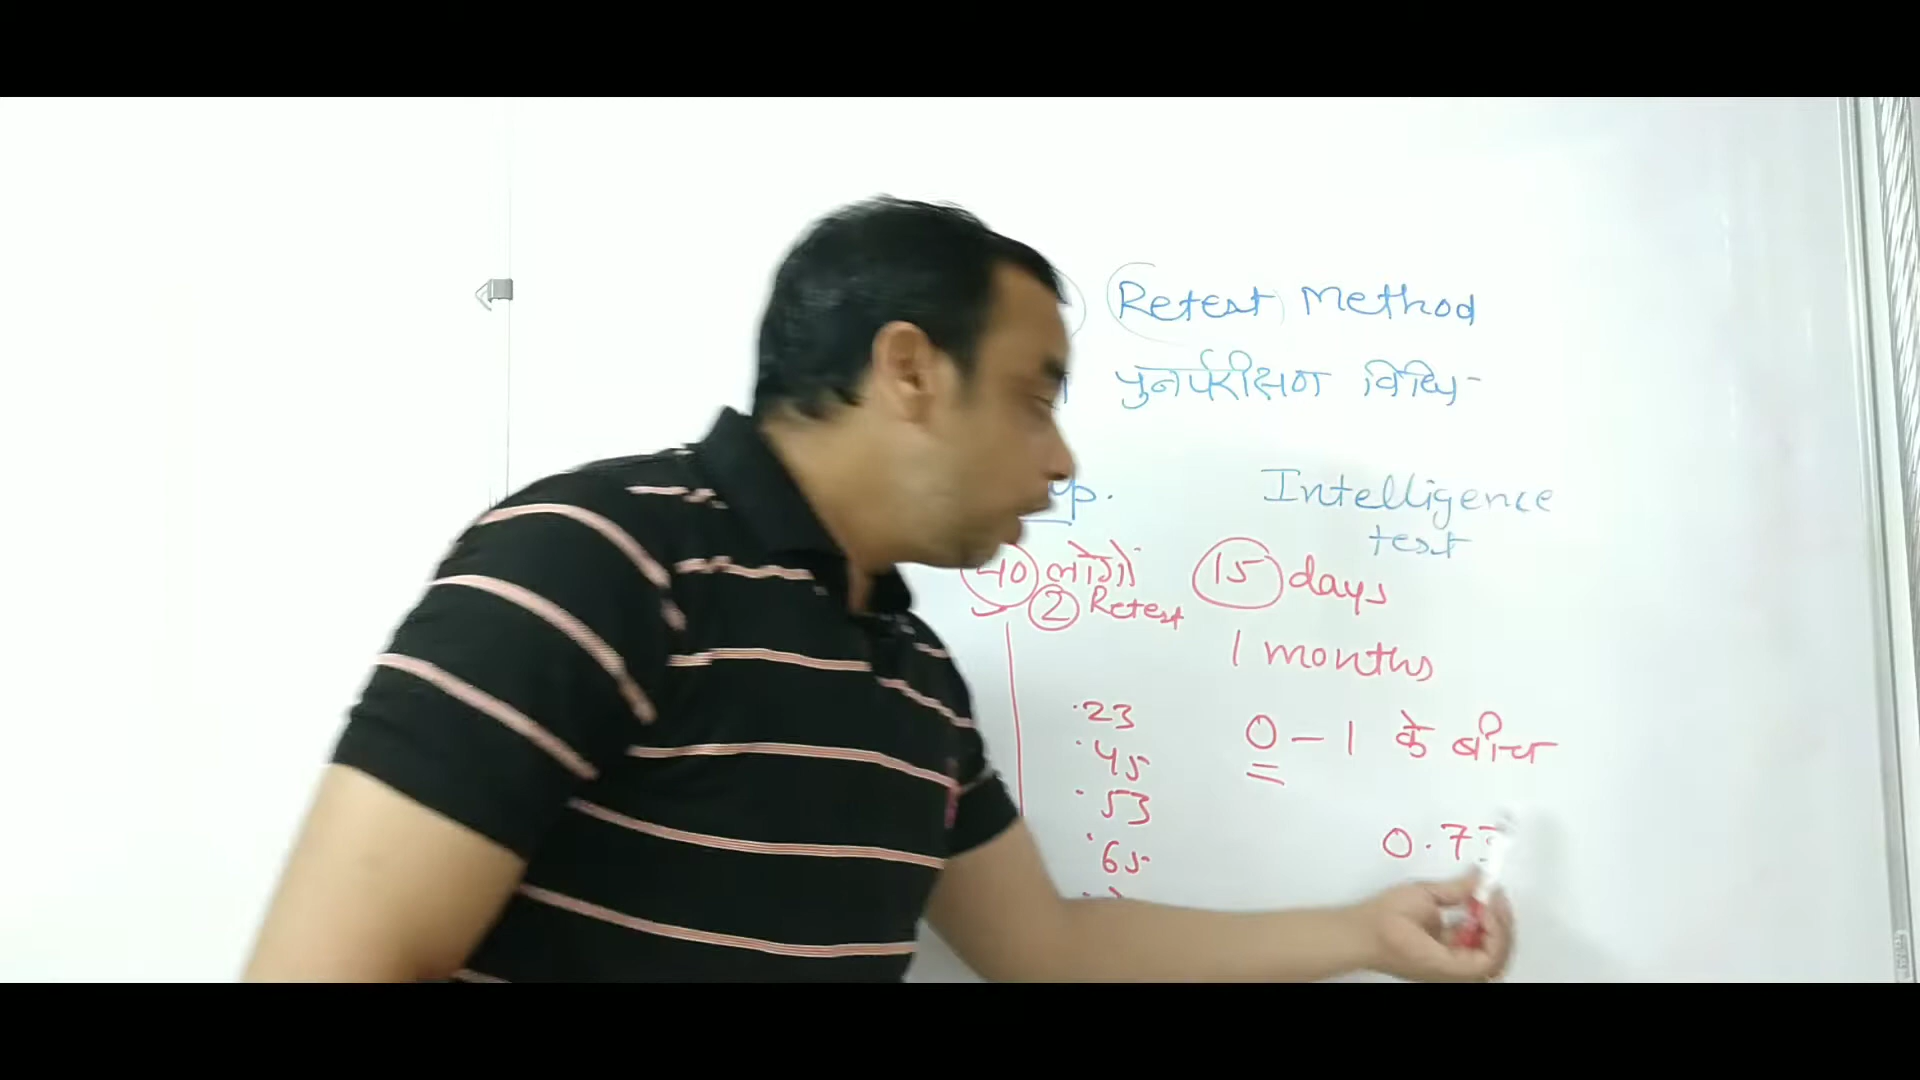 Retest Method
पुनर्परीक्षण विधि-
Intelligence
test
40 लोगों 15 days
2 Retest
1 months
.23
0 - 1 के बीच
.45
.53
0.7
.65